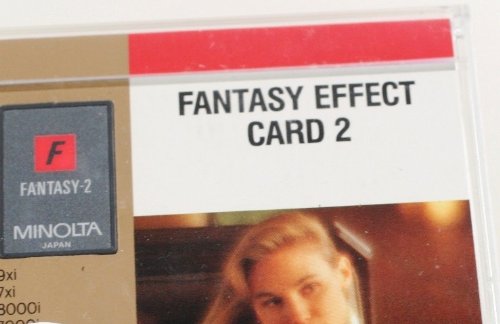 FANTASY EFFECT
CARD 2
F
FANTASY-2
MINOLTA
JAPAN
9xi
7xi
8000i